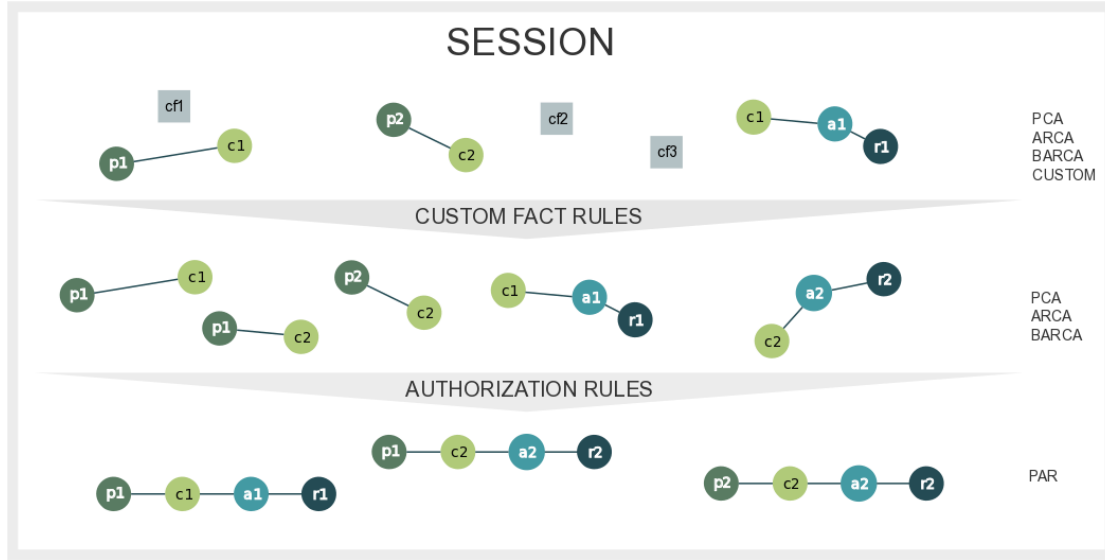 SESSION
cf1
p1
c1
p2
c2
cf2
cf3
c1
a1
r1
PCA
ARCA
BARCA
CUSTOM
CUSTOM FACT RULES
p1
c1
p1
c2
p2
c2
c1
a1
r1
c2
a2
r2
PCA
ARCA
BARCA
AUTHORIZATION RULES
p1
c1
a1
r1
p1
c2
a2
r2
p2
c2
a2
r2
PAR